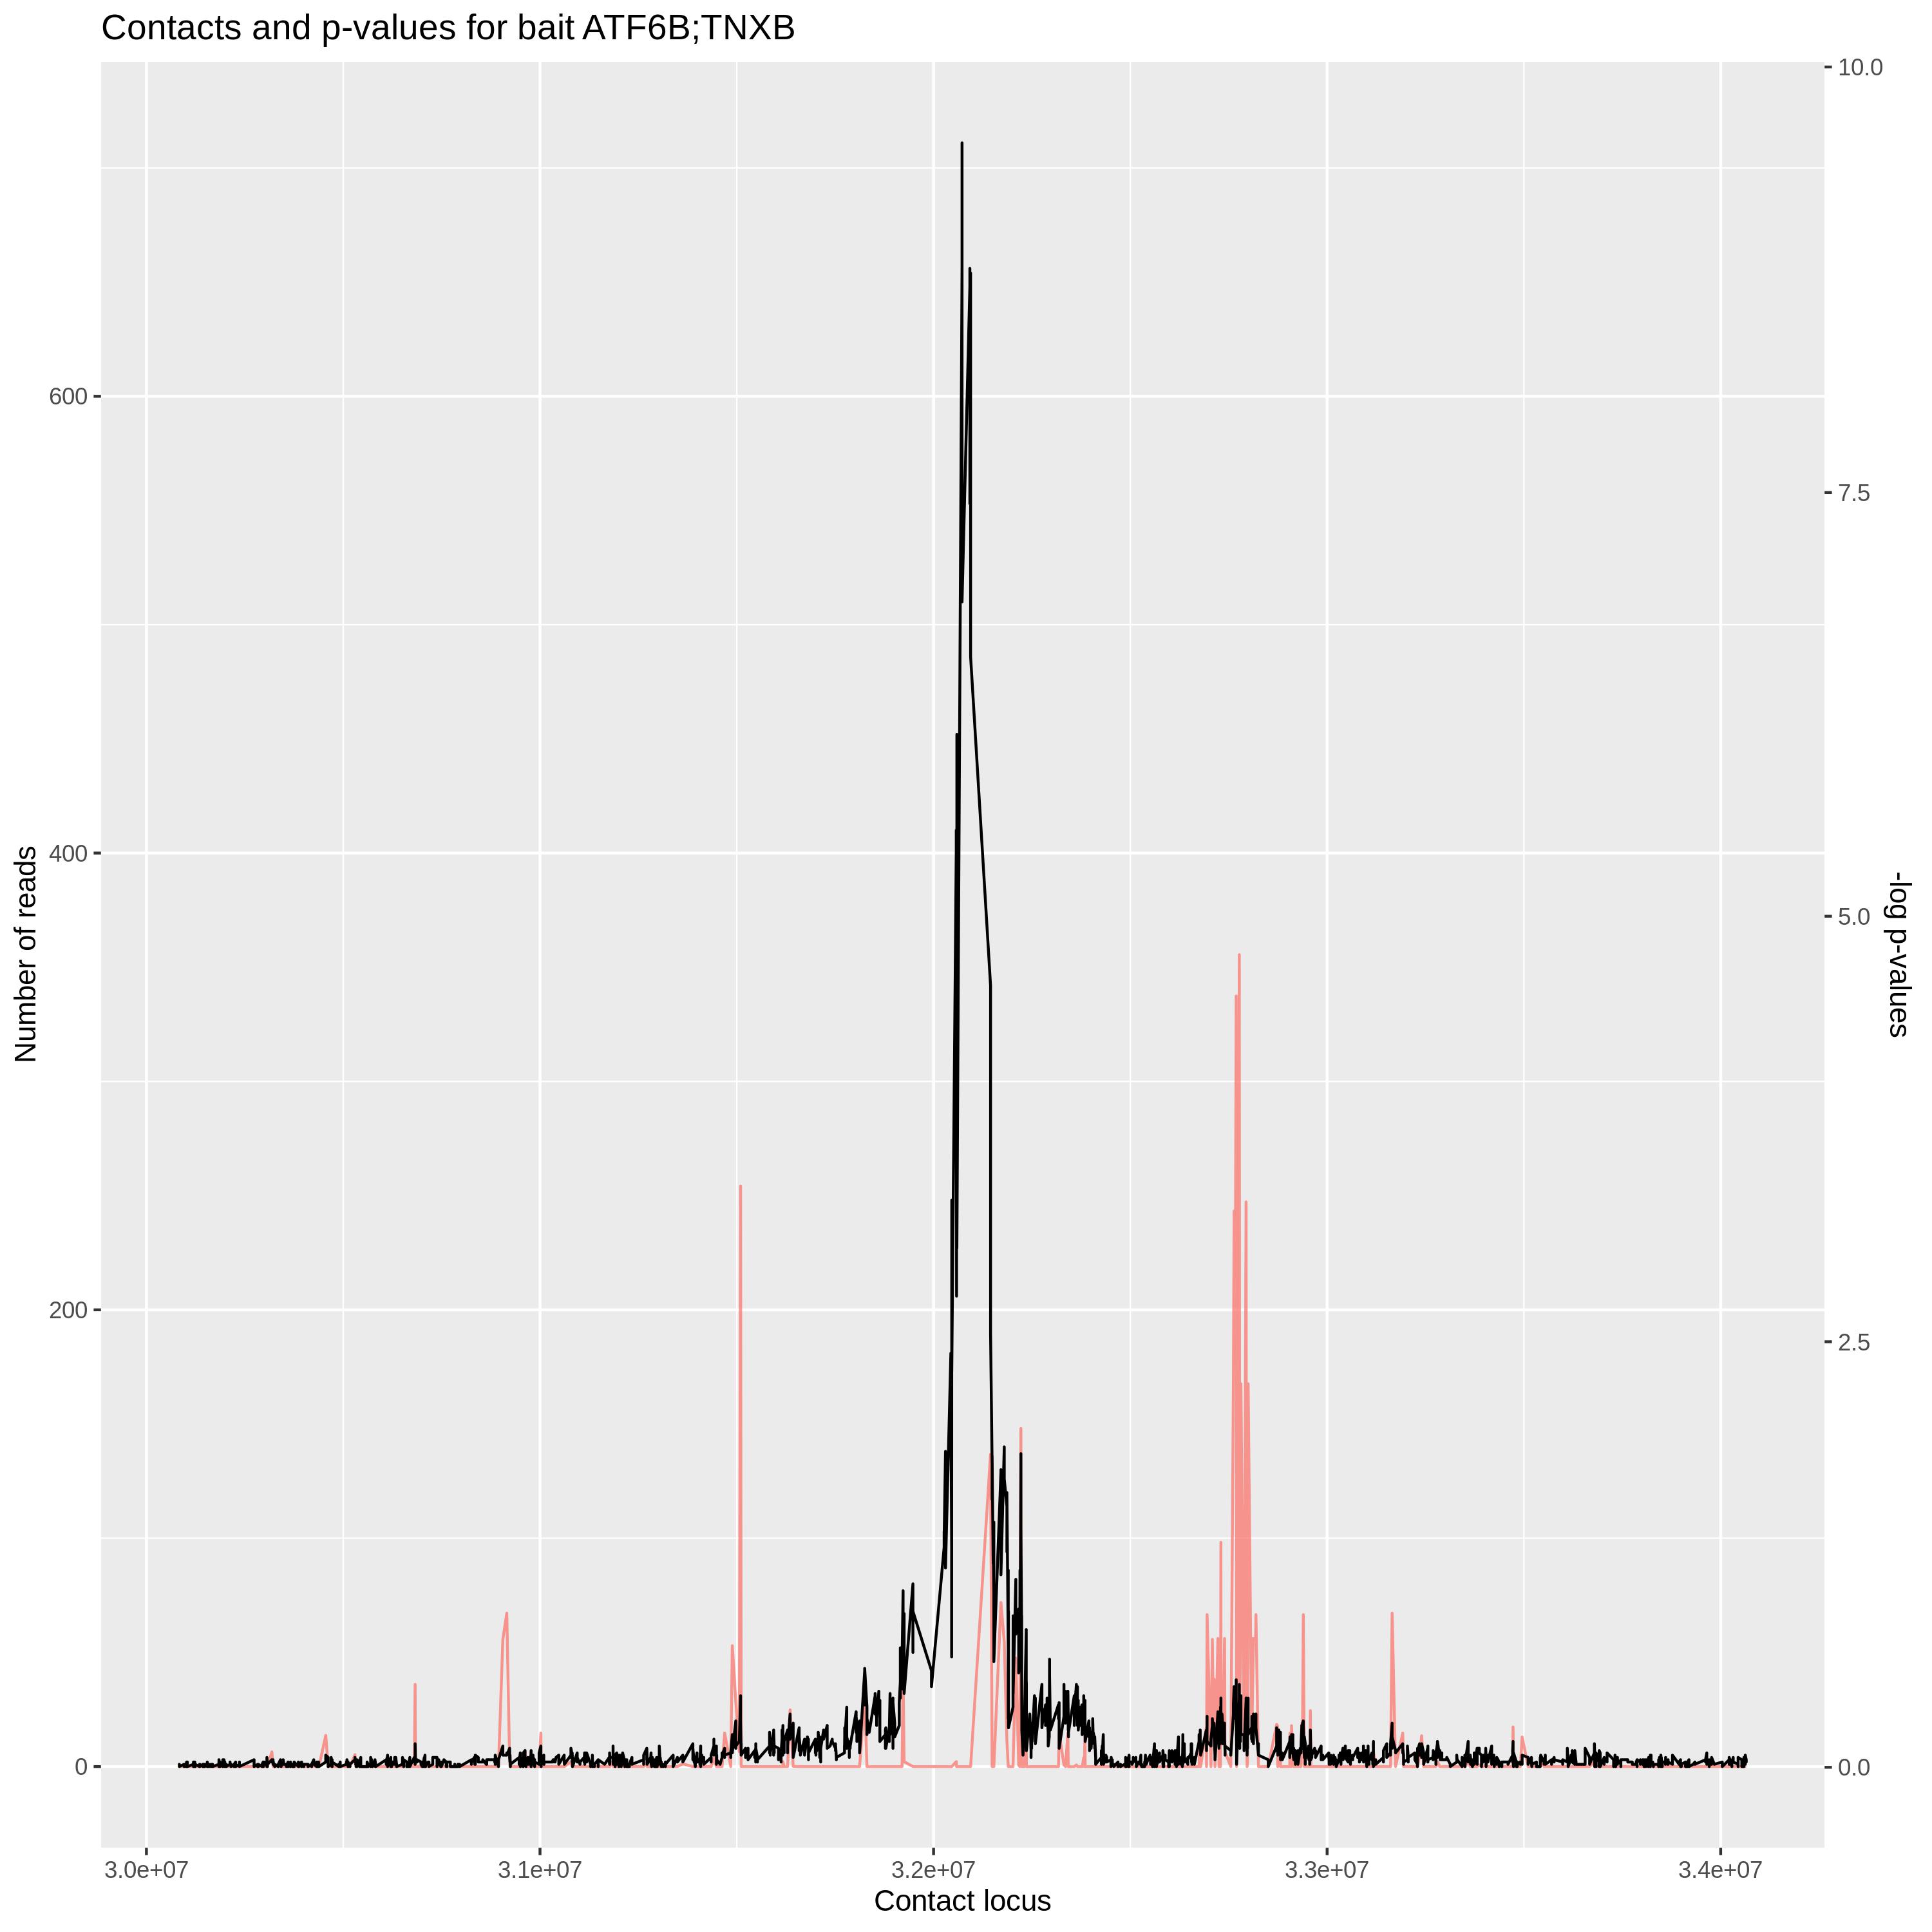 Contacts and p-values for bait ATF6B;TNXB
10.0
7.5
5.0
2.5
0.0
600
400
200
0
Number of reads
-log p-values
3.0e+07 3.1e+07 3.2e+07 3.3e+07 3.4e+07
Contact locus